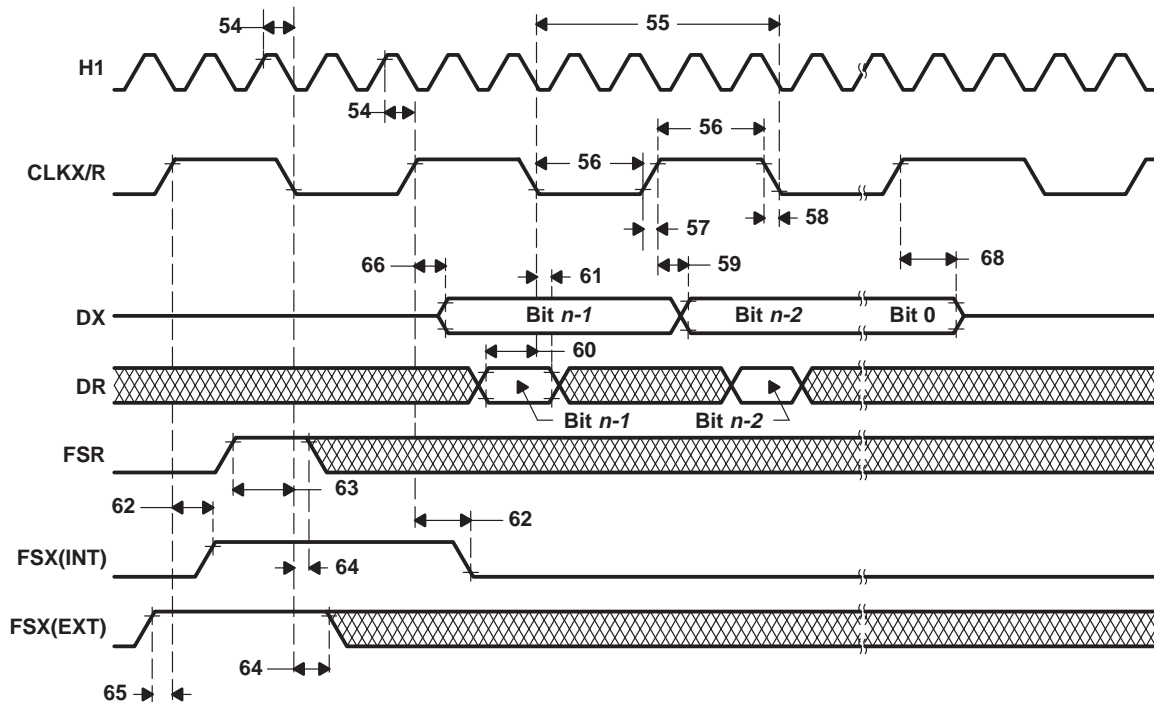 54
55
H1
54
56
CLKX/R
56
57
58
66
61
59
68
DX
Bit n-1
Bit n-2
Bit 0
60
DR
Bit n-1
Bit n-2
FSR
62
63
62
FSX(INT)
64
FSX(EXT)
64
65